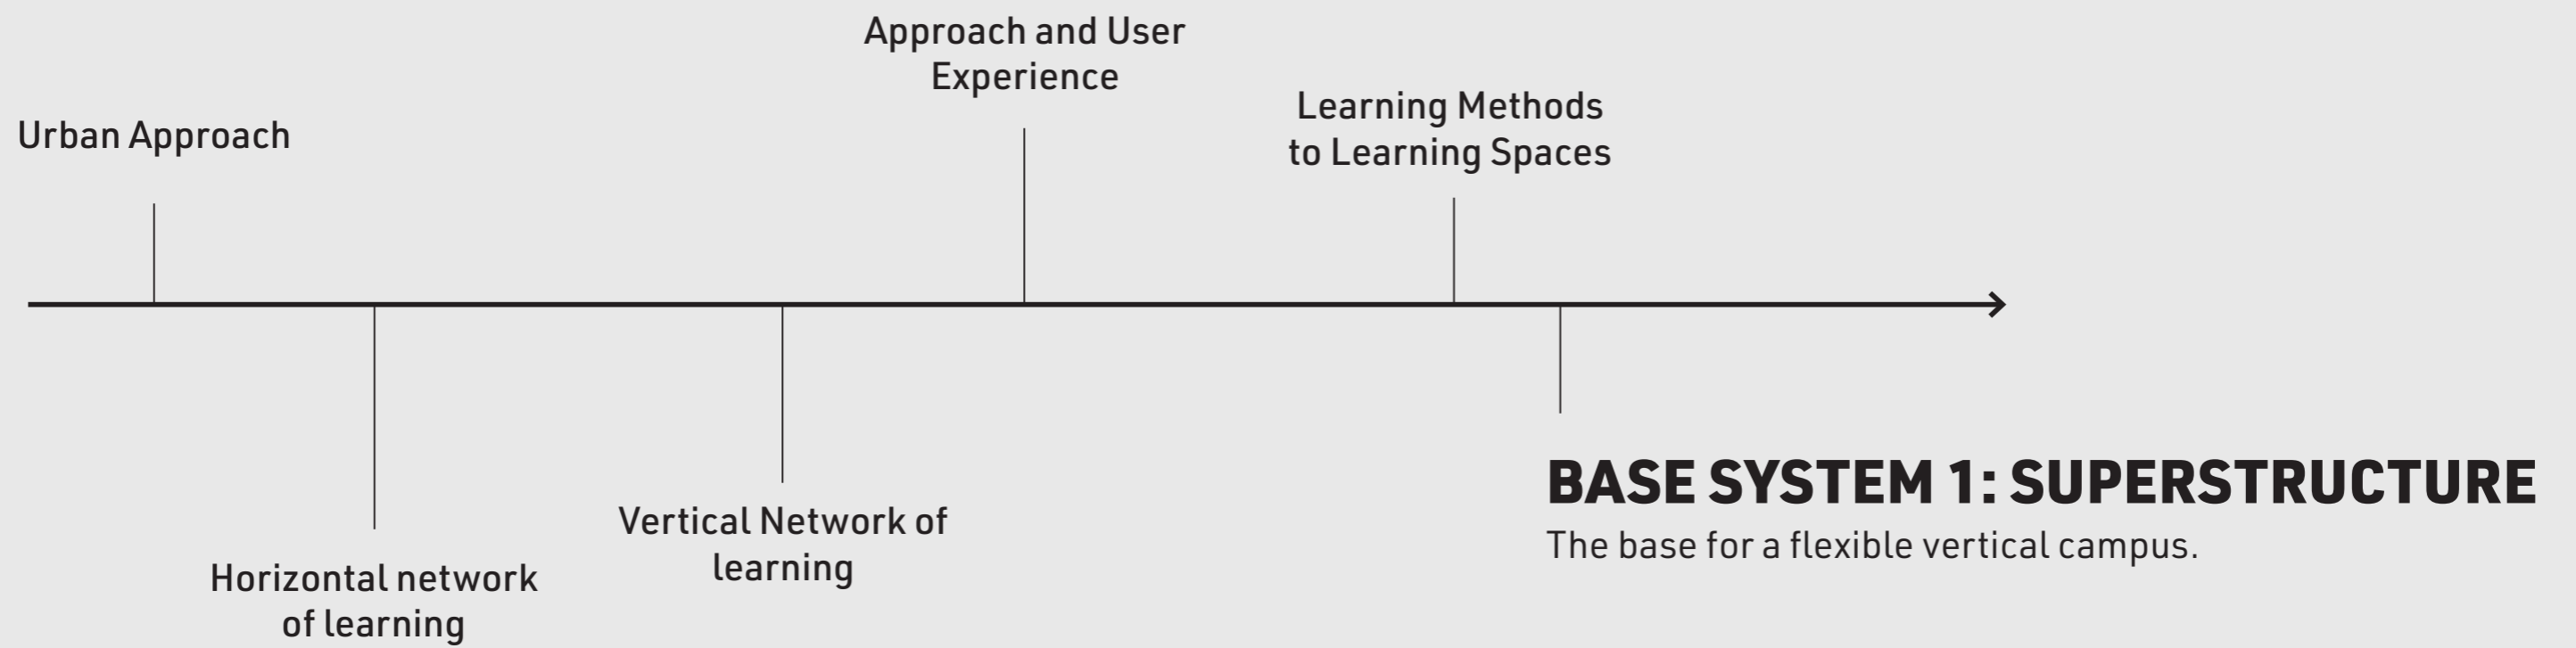 Urban Approach
Horizontal network
of learning
Vertical Network of
learning
Approach and User
Experience
Learning Methods
to Learning Spaces
BASE SYSTEM 1: SUPERSTRUCTURE
The base for a flexible vertical campus.